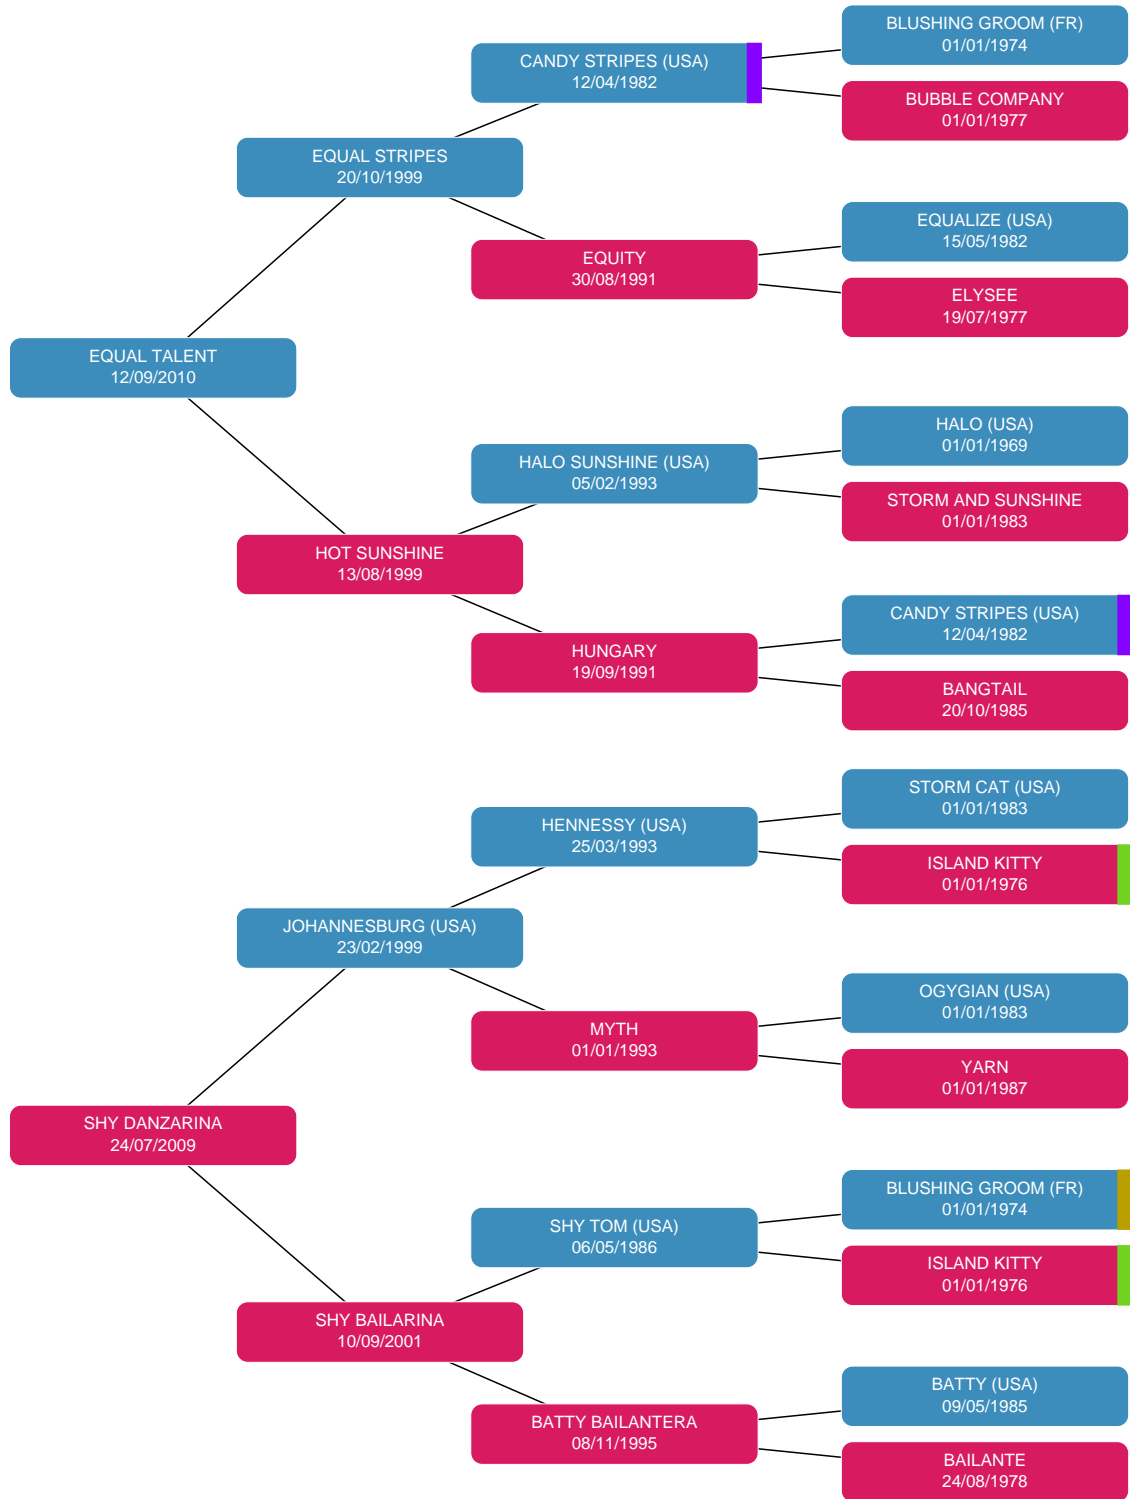 BLUSHING GROOM (FR)
01/01/1974
CANDY STRIPES (USA)
12/04/1982
BUBBLE COMPANY
01/01/1977
EQUAL STRIPES
20/10/1999
EQUALIZE (USA)
15/05/1982
EQUITY
30/08/1991
ELYSEE
19/07/1977
EQUAL TALENT
12/09/2010
HALO (USA)
01/01/1969
HALO SUNSHINE (USA)
05/02/1993
STORM AND SUNSHINE
01/01/1983
HOT SUNSHINE
13/08/1999
CANDY STRIPES (USA)
12/04/1982
HUNGARY
19/09/1991
BANGTAIL
20/10/1985
STORM CAT (USA)
01/01/1983
HENNESSY (USA)
25/03/1993
ISLAND KITTY
01/01/1976
JOHANNESBURG (USA)
23/02/1999
OGYGIAN (USA)
01/01/1983
MYTH
01/01/1993
YARN
01/01/1987
SHY DANZARINA
24/07/2009
BLUSHING GROOM (FR)
01/01/1974
SHY TOM (USA)
06/05/1986
ISLAND KITTY
01/01/1976
SHY BAILARINA
10/09/2001
BATTY (USA)
09/05/1985
BATTY BAILANTERA
08/11/1995
BAILANTE
24/08/1978